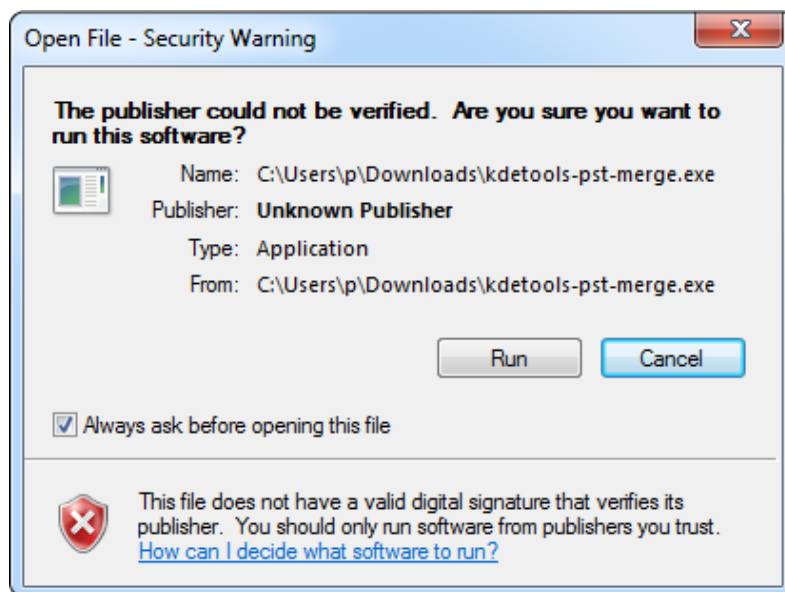 Open File - Security Warning
The publisher could not be verified. Are you sure you want to
run this software?
Name: C:\Users\p\Downloads\kdetools-pst-merge.exe
Publisher: Unknown Publisher
Type: Application
From: C:\Users\p\Downloads\kdetools-pst-merge.exe
Run Cancel
Always ask before opening this file
This file does not have a valid digital signature that verifies its
publisher. You should only run software from publishers you trust.
How can I decide what software to run?